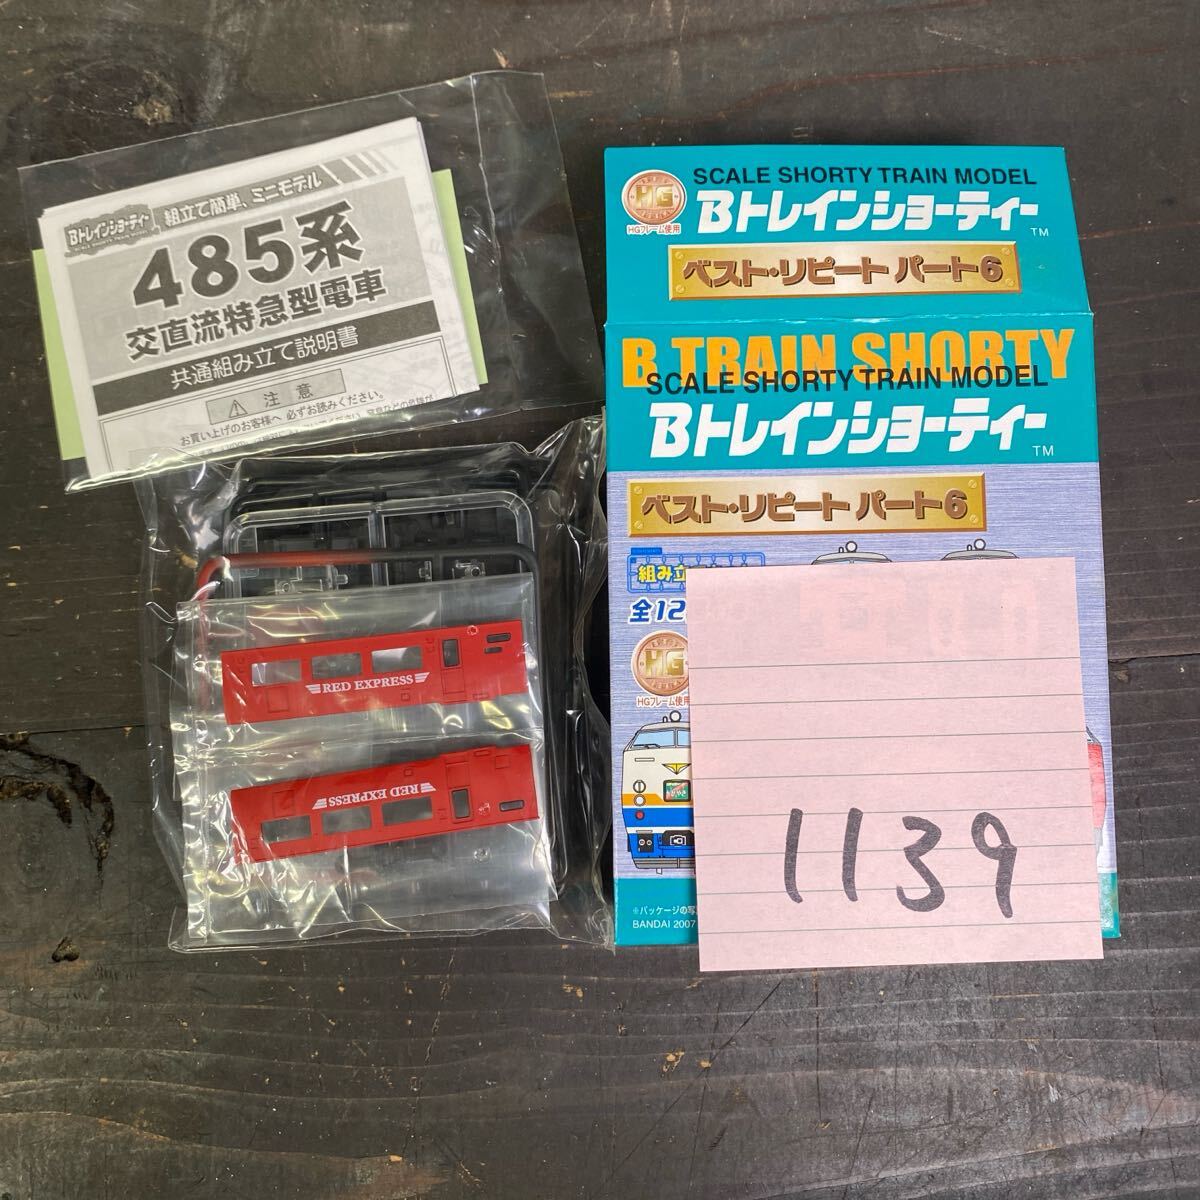 Bトレインショーティー
SCALE SHORTY TRAIN MODEL
組立て簡単、ミニモデル
485系
交直流特急型電車
共通組み立て説明書
⚠ 注意
お買い上げのお客様へ 必ずお読みください。
RED EXPRESS
RED EXPRESS
HG
HGフレーム使用
SCALE SHORTY TRAIN MODEL
Bトレインショーティー TM
ベスト・リピート パート6
B TRAIN SHORTY
SCALE SHORTY TRAIN MODEL
Bトレインショーティー TM
ベスト・リピート パート6
組み立
全12
HG
HGフレーム使用
※パッケージの写
BANDAI 2007
1139